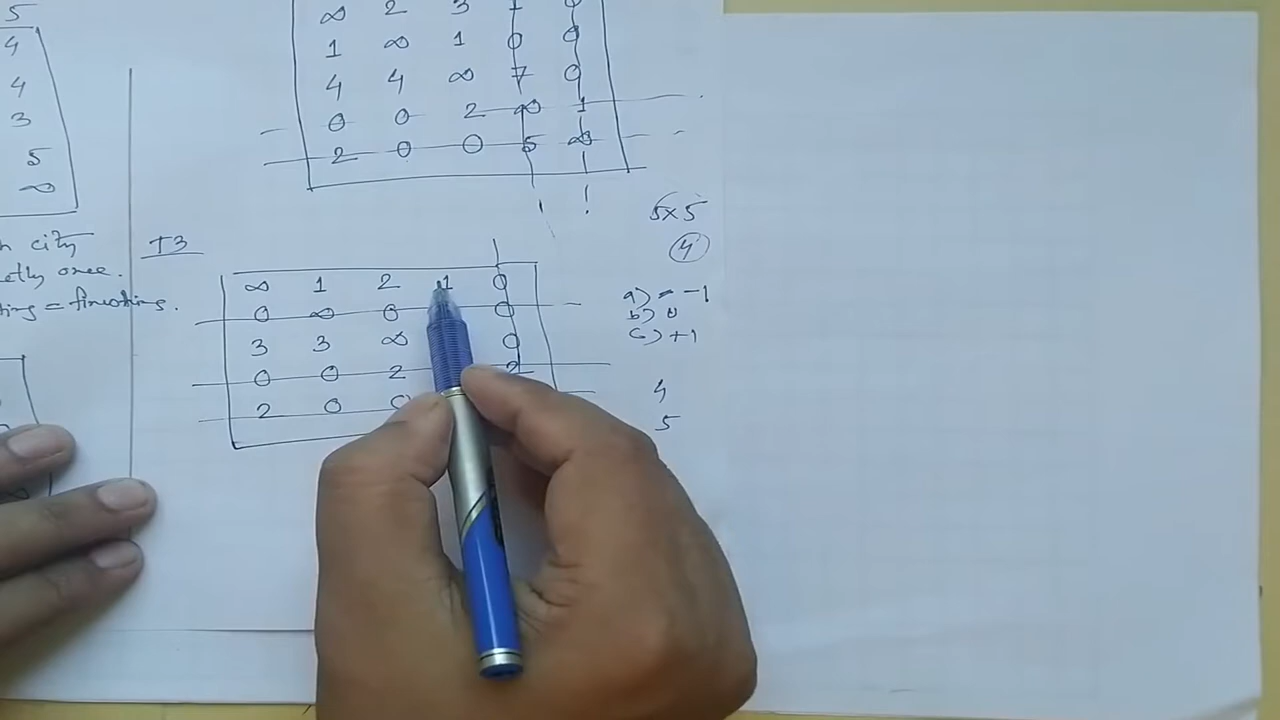 5
4
4
3
5
∞
city
exactly once.
= finishing.
∞ 2 3 1 0
1 ∞ 1 0 0
4 4 ∞ 7 0
0 0 2 ∞ 1
2 0 0 5 ∞
T3
∞ 1 2 1 0
0 ∞ 0 0
3 3 ∞ 0
0 0 2 2
2 0 0
5x5
4
a) = -1
b) 0
c) +1
4
5